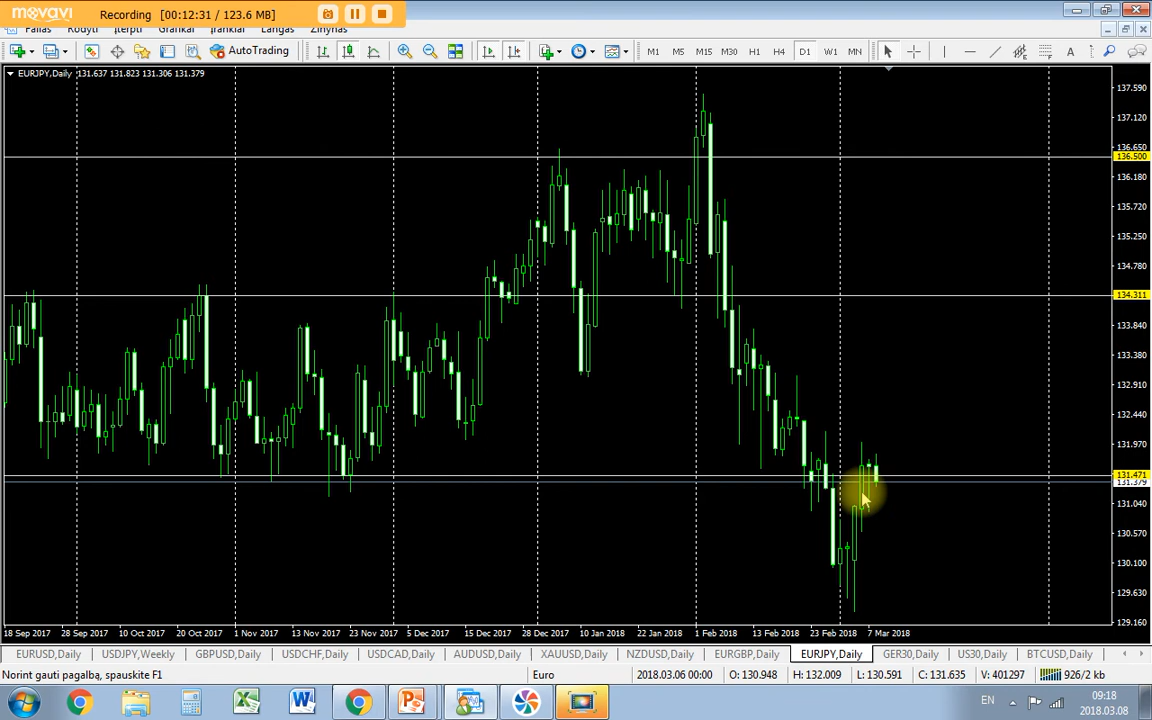 movavi Recording [00:12:31 / 123.6 MB]
Failas Rodyti Įterpti Grafikai Įrankiai Langas Žinynas
AutoTrading M1 M5 M15 M30 H1 H4 D1 W1 MN A
EURJPY,Daily 131.637 131.823 131.306 131.379
137.590
137.120
136.650
136.500
136.180
135.720
135.250
134.780
134.311
133.840
133.380
132.910
132.440
131.970
131.471
131.379
131.040
130.570
130.100
129.630
129.160
18 Sep 2017 28 Sep 2017 10 Oct 2017 20 Oct 2017 1 Nov 2017 13 Nov 2017 23 Nov 2017 5 Dec 2017 15 Dec 2017 28 Dec 2017 10 Jan 2018 22 Jan 2018 1 Feb 2018 13 Feb 2018 23 Feb 2018 7 Mar 2018
EURUSD,Daily USDJPY,Weekly GBPUSD,Daily USDCHF,Daily USDCAD,Daily AUDUSD,Daily XAUUSD,Daily NZDUSD,Daily EURGBP,Daily EURJPY,Daily GER30,Daily US30,Daily BTCUSD,Daily
Norint gauti pagalbą, spauskite F1 Euro 2018.03.06 00:00 O: 130.948 H: 132.009 L: 130.591 C: 131.635 V: 401297 926/2 kb
EN 09:18
2018.03.08